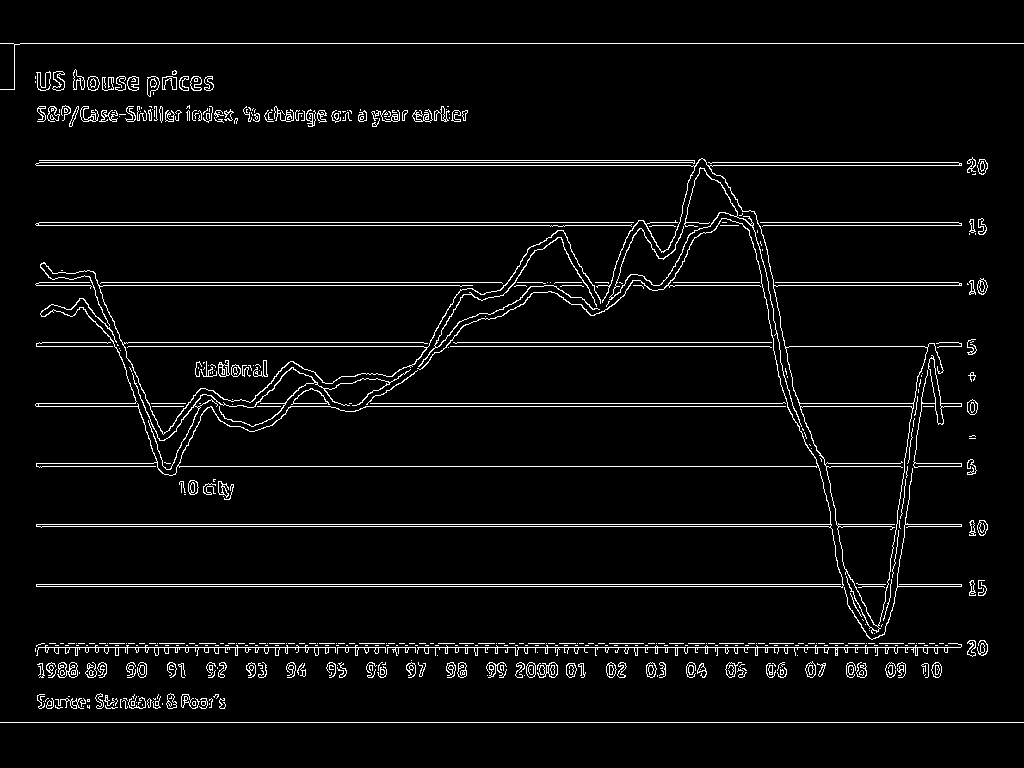 US house prices
S&P/Case-Shiller index, % change on a year earlier
20
15
10
5
+
0
–
5
10
15
20
National
10 city
1988 89 90 91 92 93 94 95 96 97 98 99 2000 01 02 03 04 05 06 07 08 09 10
Source: Standard & Poor's